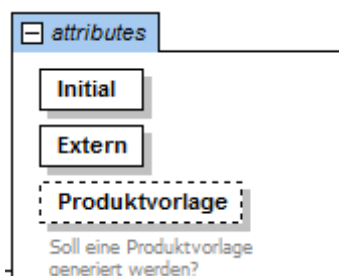 attributes
Initial
Extern
Produktvorlage
Soll eine Produktvorlage
generiert werden?